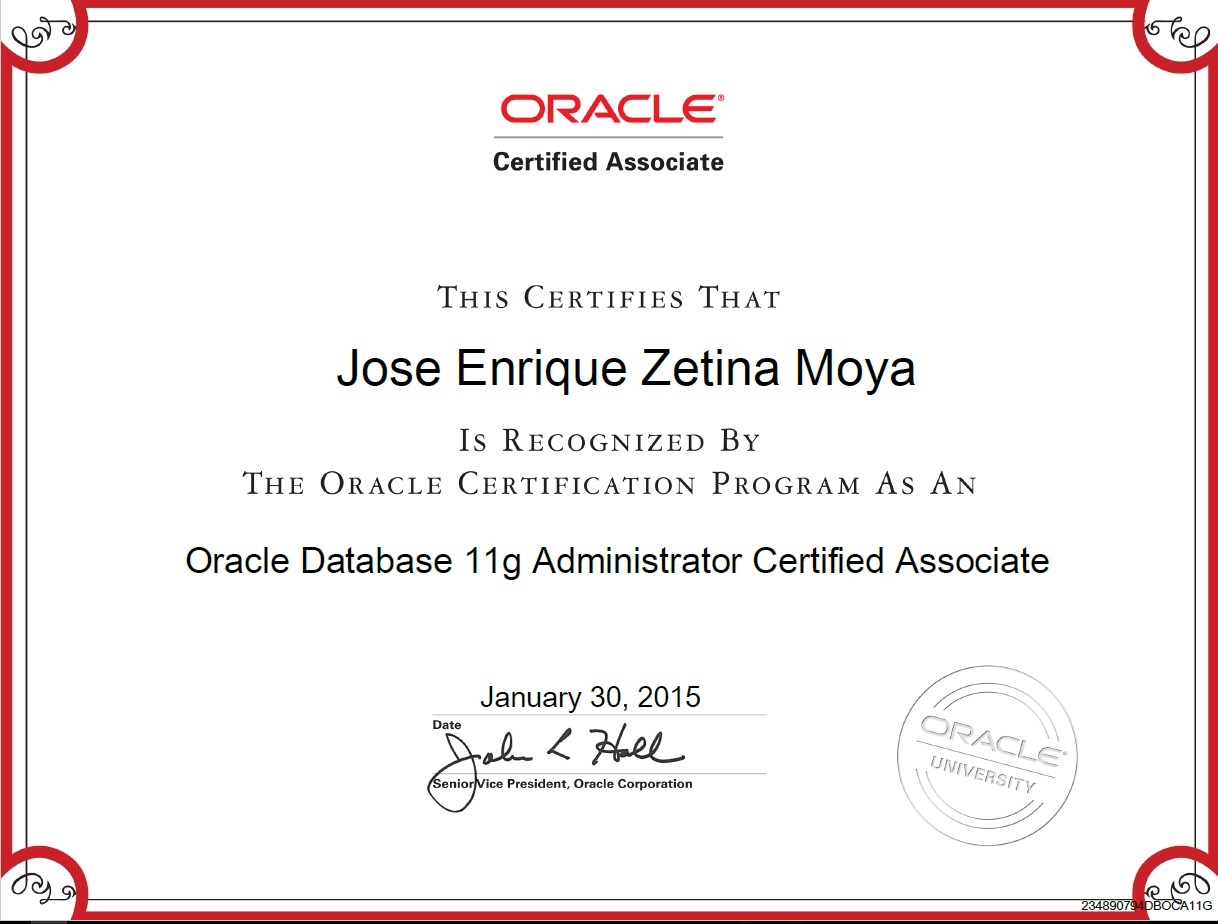 ORACLE®
Certified Associate
THIS CERTIFIES THAT
Jose Enrique Zetina Moya
IS RECOGNIZED BY
THE ORACLE CERTIFICATION PROGRAM AS AN
Oracle Database 11g Administrator Certified Associate
January 30, 2015
Date
John L Hall
Senior Vice President, Oracle Corporation
ORACLE®
UNIVERSITY
234890794DBOCA11G